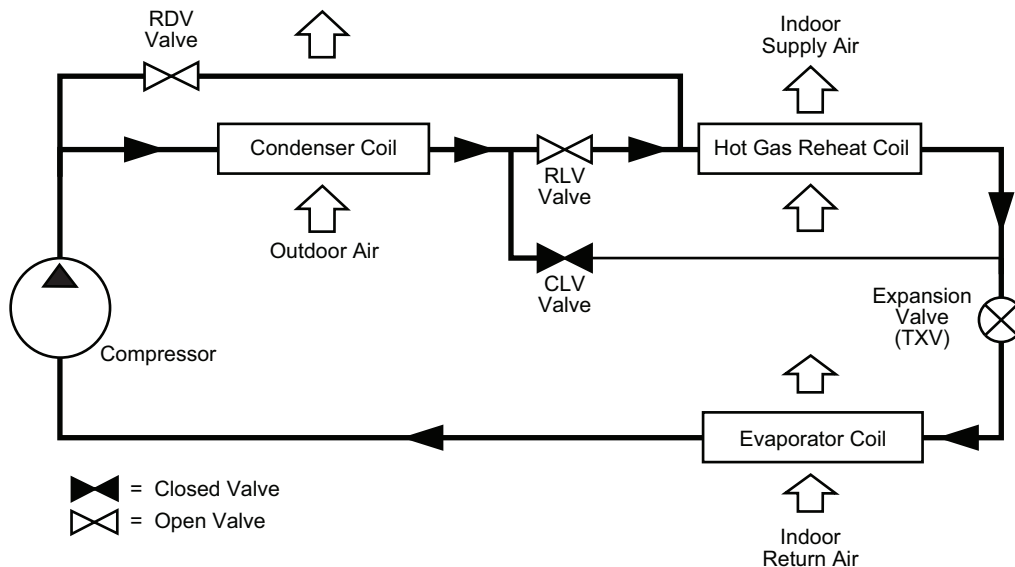 RDV
Valve
Indoor
Supply Air
Condenser Coil
Hot Gas Reheat Coil
RLV
Valve
Outdoor Air
CLV
Valve
Expansion
Valve
(TXV)
Compressor
Evaporator Coil
= Closed Valve
= Open Valve
Indoor
Return Air